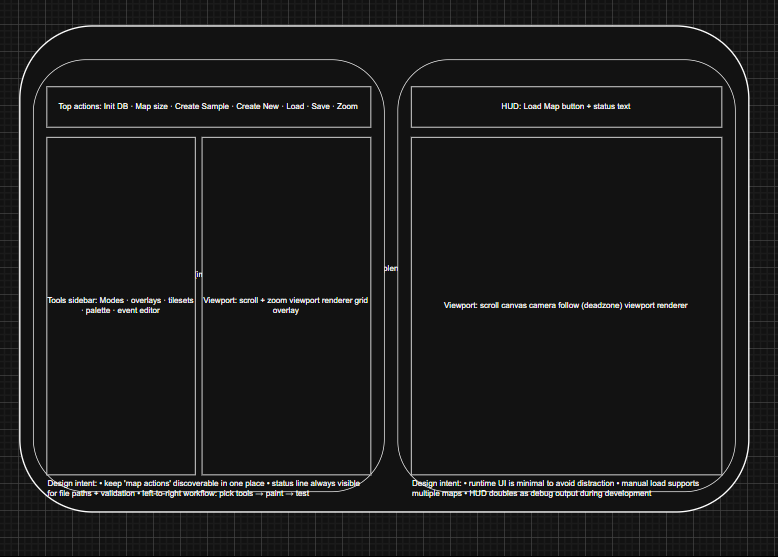 Top actions: Init DB · Map size · Create Sample · Create New · Load · Save · Zoom
HUD: Load Map button + status text
Tools sidebar: Modes · overlays · tilesets
· palette · event editor
Viewport: scroll + zoom viewport renderer grid
overlay
Viewport: scroll canvas camera follow (deadzone) viewport renderer
Design intent: • keep 'map actions' discoverable in one place • status line always visible
for file paths + validation • left-to-right workflow: pick tools → paint → test
Design intent: • runtime UI is minimal to avoid distraction • manual load supports
multiple maps • HUD doubles as debug output during development